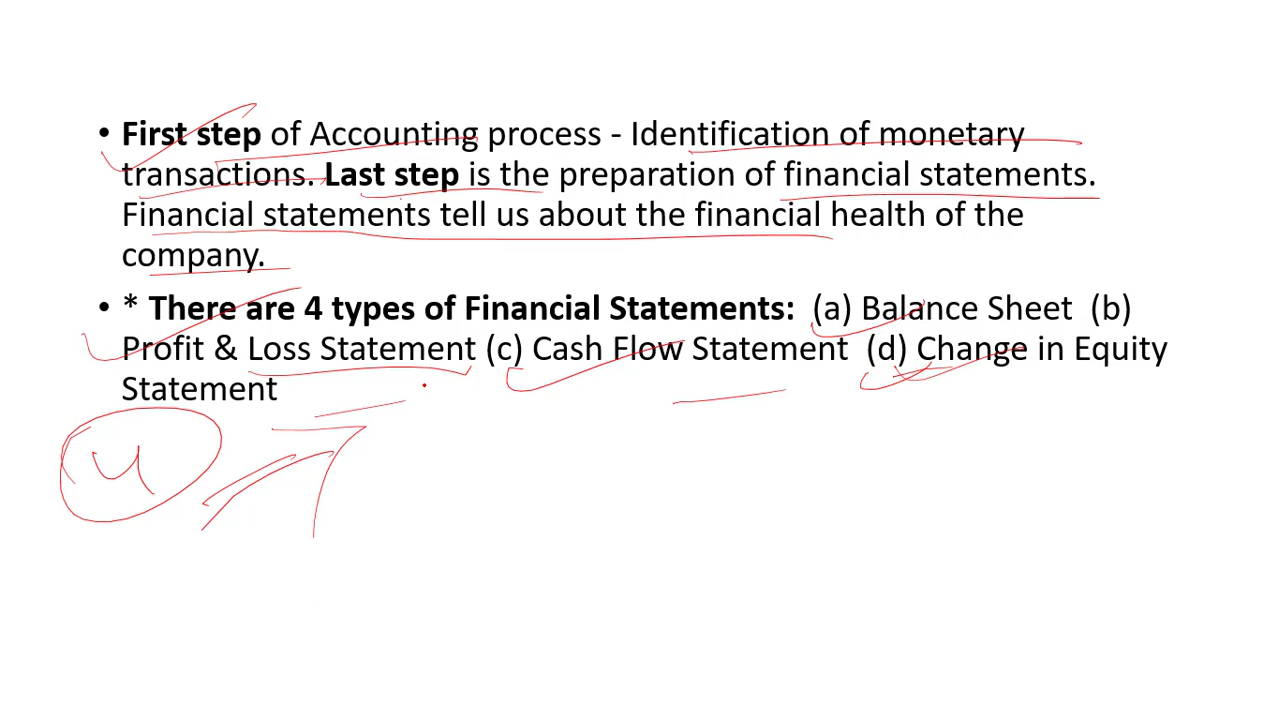 • First step of Accounting process - Identification of monetary
transactions. Last step is the preparation of financial statements.
Financial statements tell us about the financial health of the
company.
• * There are 4 types of Financial Statements: (a) Balance Sheet (b)
Profit & Loss Statement (c) Cash Flow Statement (d) Change in Equity
Statement
4